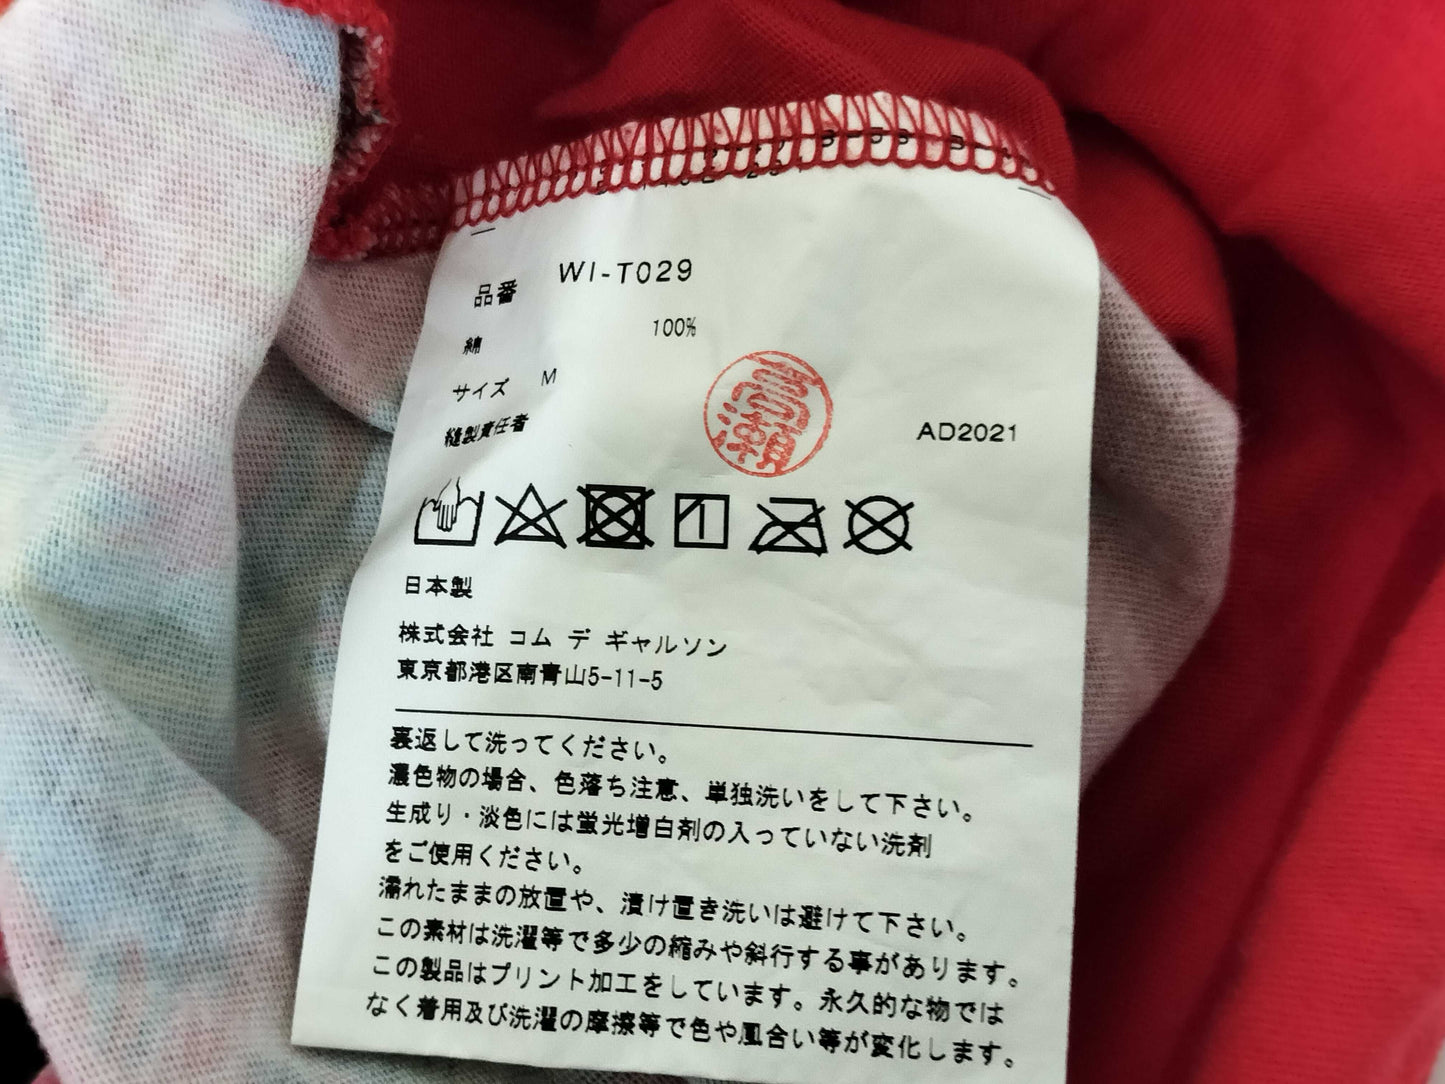 品番 WI-T029
綿 100%
サイズ M
縫製責任者
AD2021
日本製
株式会社 コム デ ギャルソン
東京都港区南青山5-11-5
裏返して洗ってください。
濃色物の場合、色落ち注意、単独洗いをして下さい。
生成り・淡色には蛍光増白剤の入っていない洗剤
をご使用ください。
濡れたままの放置や、漬け置き洗いは避けて下さい。
この素材は洗濯等で多少の縮みや斜行する事があります。
この製品はプリント加工をしています。永久的な物では
なく着用及び洗濯の摩擦等で色や風合い等が変化します。